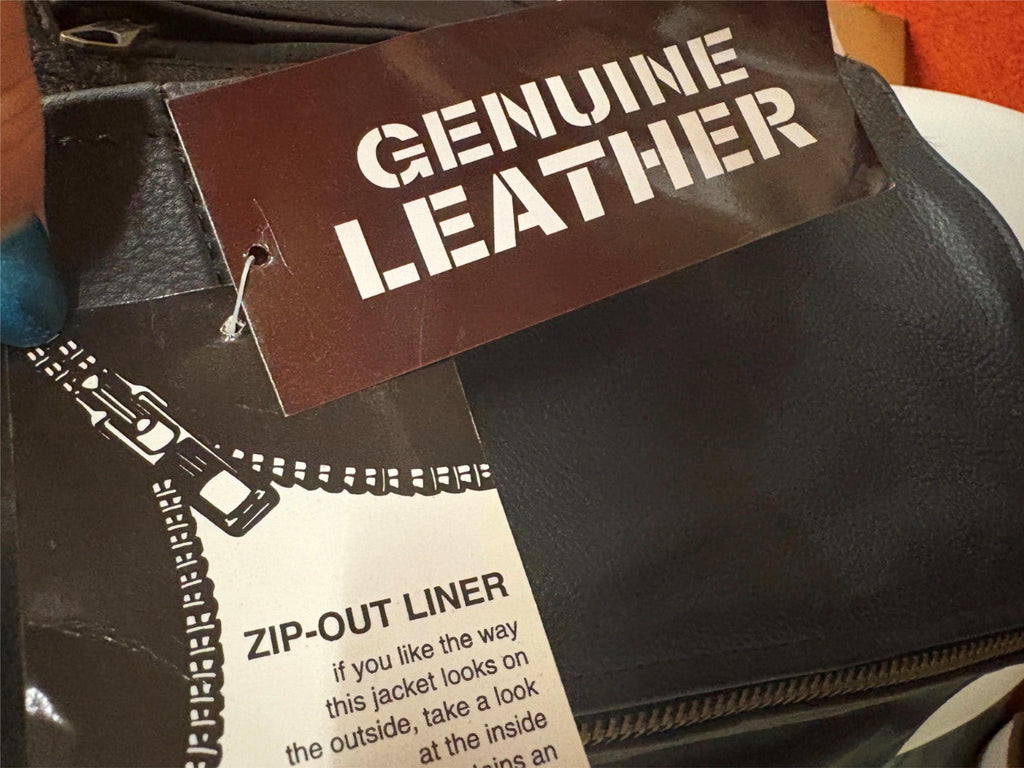 GENUINE
LEATHER
ZIP-OUT LINER
if you like the way
this jacket looks on
the outside, take a look
at the inside
an